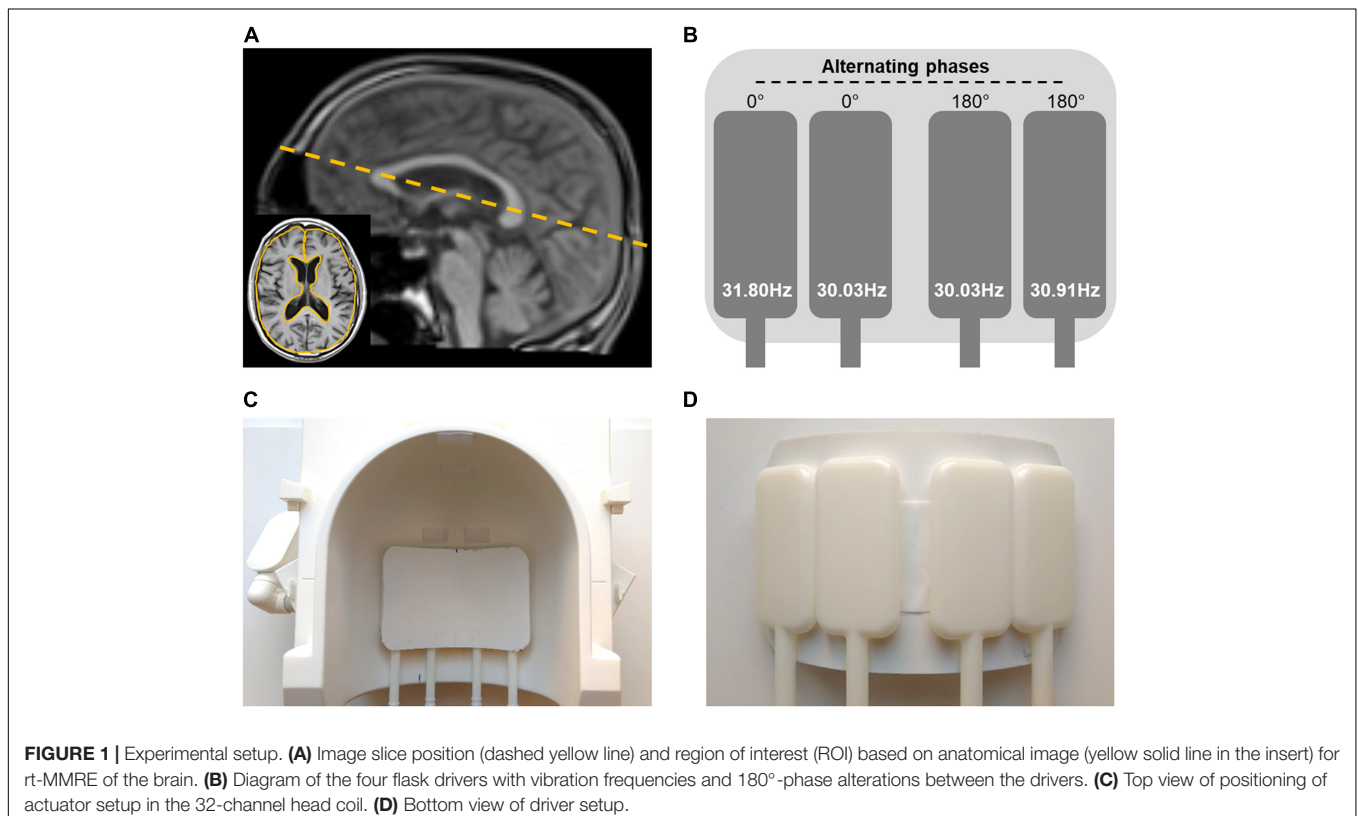 A
B
Alternating phases
0° 0° 180° 180°
31.80Hz 30.03Hz 30.03Hz 30.91Hz
C
D
FIGURE 1 | Experimental setup. (A) Image slice position (dashed yellow line) and region of interest (ROI) based on anatomical image (yellow solid line in the insert) for
rt-MMRE of the brain. (B) Diagram of the four flask drivers with vibration frequencies and 180°-phase alterations between the drivers. (C) Top view of positioning of
actuator setup in the 32-channel head coil. (D) Bottom view of driver setup.